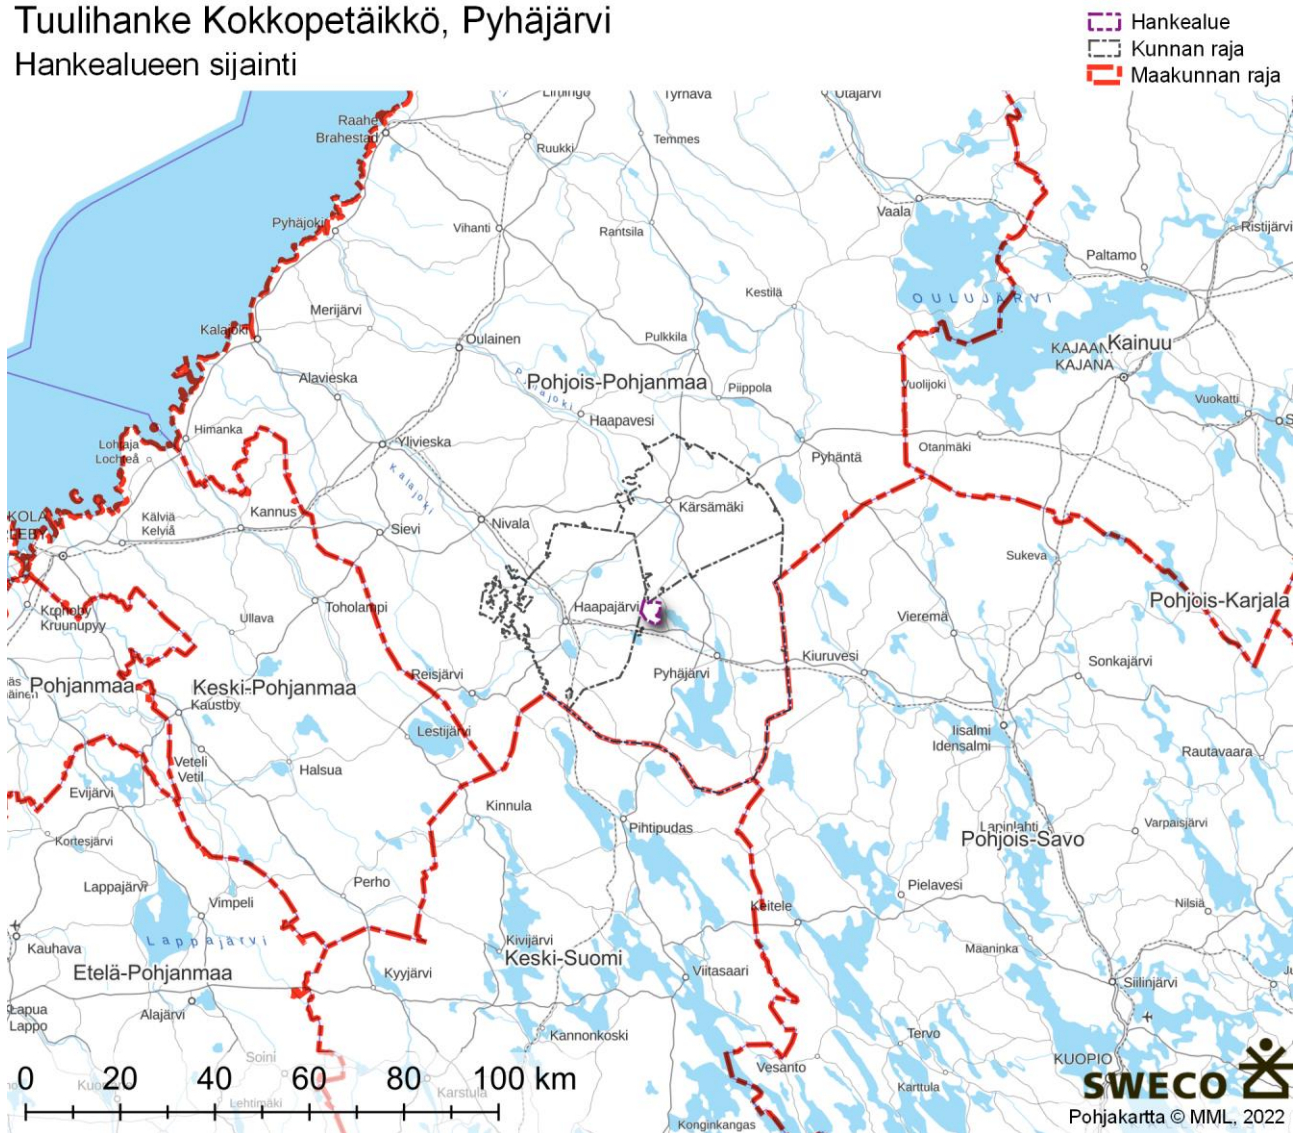 Tuulihanke Kokkopetäikkö, Pyhäjärvi
Hankealueen sijainti
Hankealue
Kunnan raja
Maakunnan raja
Limingo
Tyrnävä
Utajärvi
Raahe
Brahestad
Ruukki
Temmes
Vaala
Pyhäjoki
Vihanti
Rantsila
Ristijärvi
Paltamo
Kestilä
OULUJÄRVI
Merijärvi
Kalajoki
Oulainen
Pulkkila
KAJAANI
KAJANA
Kainuu
Alavieska
Pohjois-Pohjanmaa
Piippola
Vuolijoki
Vuokatti
Haapavesi
Himanka
Lohtaja
Lochteå
Ylivieska
Pyhäntä
Otanmäki
Kalajoki
Kannus
Kärsämäki
KOLA
Kälviä
Kelviå
Sievi
Nivala
Sukeva
Kronoby
Kruunupyy
Ullava
Toholampi
Haapajärvi
Vieremä
Pohjois-Karjala
Pohjanmaa
Keski-Pohjanmaa
Kaustby
Reisjärvi
Pyhäjärvi
Kiuruvesi
Sonkajärvi
Lestijärvi
Iisalmi
Idensalmi
Rautavaara
Veteli
Vetil
Halsua
Evijärvi
Kinnula
Pihtipudas
Lapinlahti
Pohjois-Savo
Varpaisjärvi
Kortesjärvi
Lappajärvi
Vimpeli
Perho
Pielavesi
Keitele
Nilsiä
Kauhava
Lappajärvi
Kivijärvi
Keski-Suomi
Maaninka
Etelä-Pohjanmaa
Kyyjärvi
Viitasaari
Siilinjärvi
Lapua
Lappo
Alajärvi
Kannonkoski
Tervo
Soini
Vesanto
KUOPIO
0 20 40 60 80 100 km
Lehtimäki
Karstula
Karttula
Konginkangas
SWECO
Pohjakartta © MML, 2022